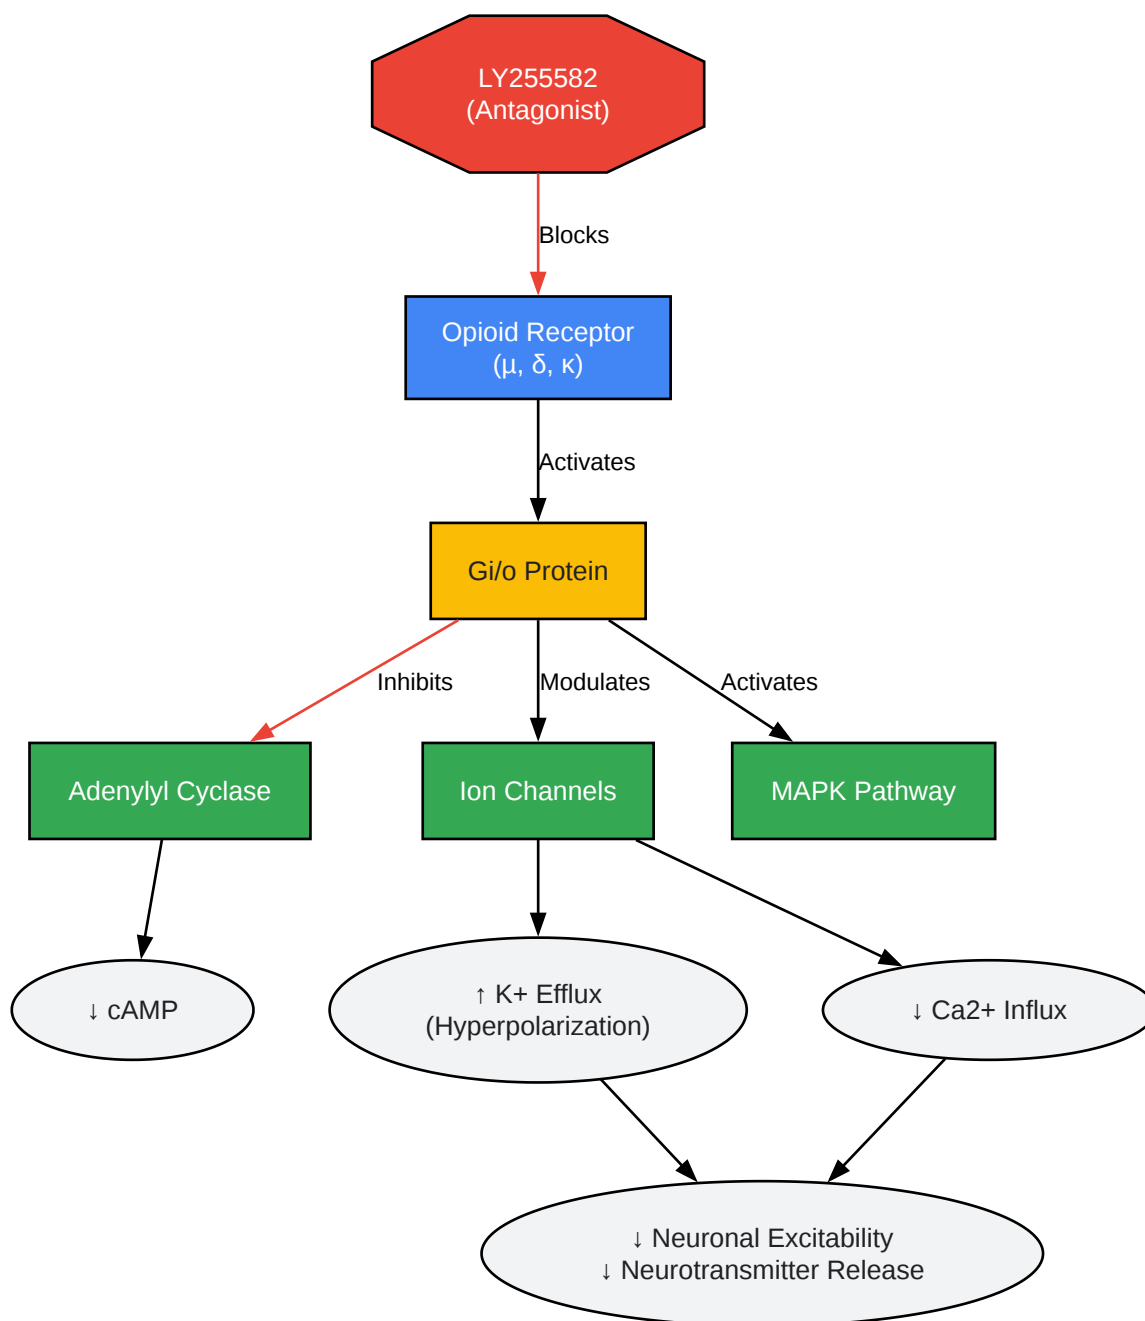 LY255582
(Antagonist)
Blocks
Opioid Receptor
(μ, δ, κ)
Activates
Gi/o Protein
Inhibits
Modulates
Activates
Adenylyl Cyclase
Ion Channels
MAPK Pathway
↓ cAMP
↑ K+ Efflux
(Hyperpolarization)
↓ Ca2+ Influx
↓ Neuronal Excitability
↓ Neurotransmitter Release